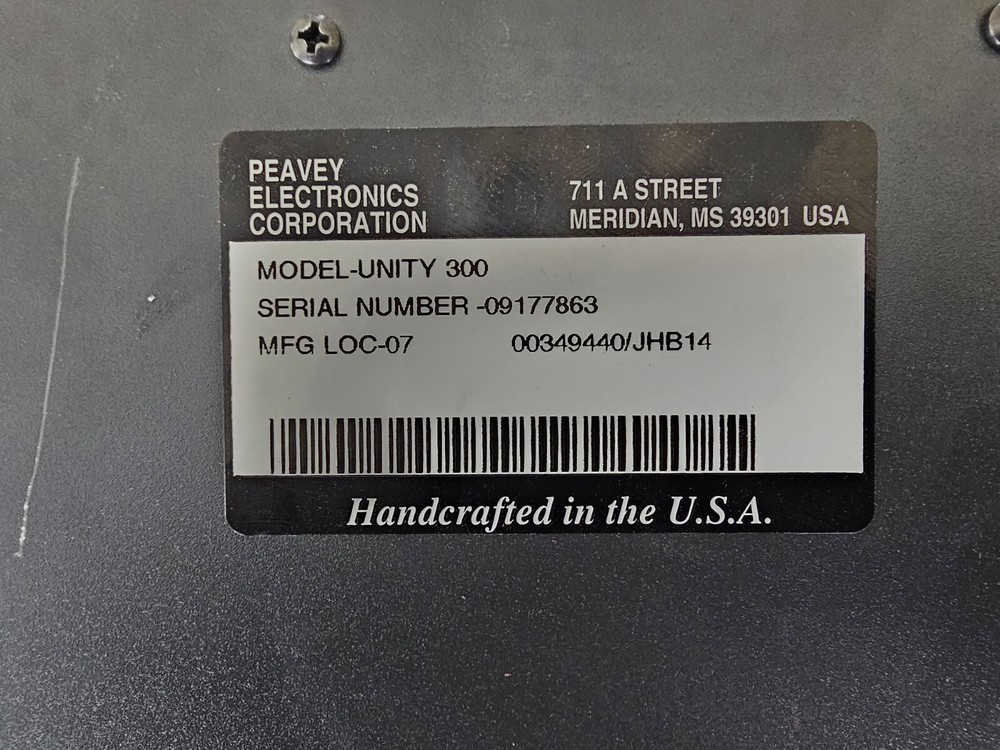 PEAVEY
ELECTRONICS
CORPORATION
711 A STREET
MERIDIAN, MS 39301 USA
MODEL-UNITY 300
SERIAL NUMBER -09177863
MFG LOC-07 00349440/JHB14
Handcrafted in the U.S.A.